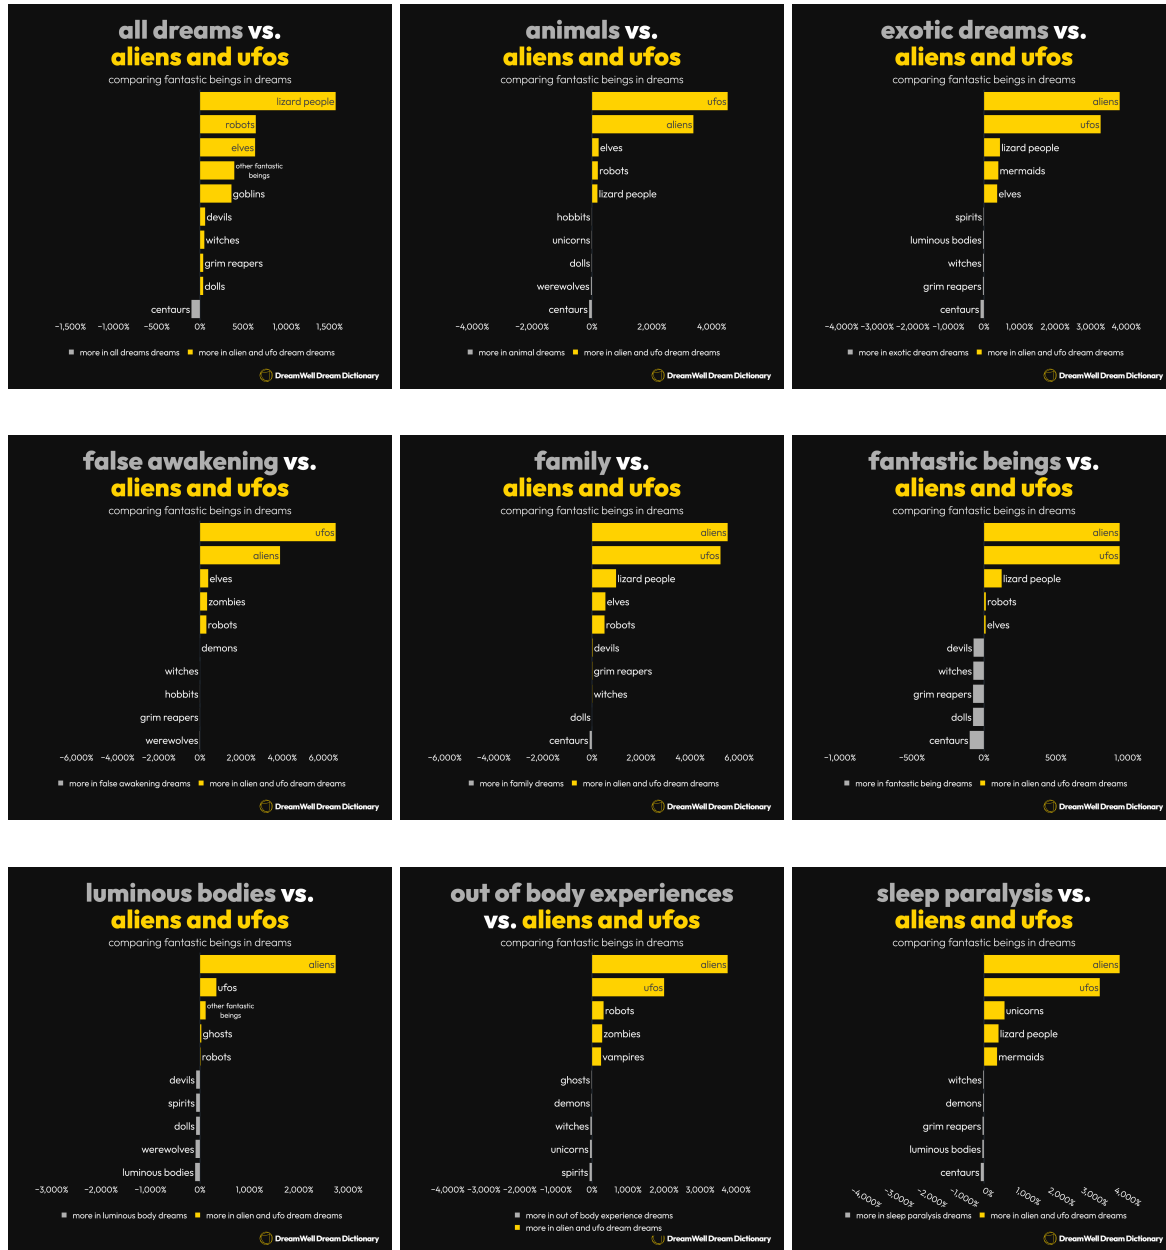 all dreams vs.
aliens and ufos
comparing fantastic beings in dreams
lizard people
robots
elves
other fantastic
beings
goblins
devils
witches
grim reapers
dolls
centaurs
−1,500% −1,000% −500% 0% 500% 1,000% 1,500%
more in all dreams dreams more in alien and ufo dream dreams
DreamWell Dream Dictionary
animals vs.
aliens and ufos
comparing fantastic beings in dreams
ufos
aliens
elves
robots
lizard people
hobbits
unicorns
dolls
werewolves
centaurs
−4,000% −2,000% 0% 2,000% 4,000%
more in animal dreams more in alien and ufo dream dreams
DreamWell Dream Dictionary
exotic dreams vs.
aliens and ufos
comparing fantastic beings in dreams
aliens
ufos
lizard people
mermaids
elves
spirits
luminous bodies
witches
grim reapers
centaurs
−4,000% −3,000% −2,000% −1,000% 0% 1,000% 2,000% 3,000% 4,000%
more in exotic dream dreams more in alien and ufo dream dreams
DreamWell Dream Dictionary
false awakening vs.
aliens and ufos
comparing fantastic beings in dreams
ufos
aliens
elves
zombies
robots
demons
witches
hobbits
grim reapers
werewolves
−6,000% −4,000% −2,000% 0% 2,000% 4,000% 6,000%
more in false awakening dreams more in alien and ufo dream dreams
DreamWell Dream Dictionary
family vs.
aliens and ufos
comparing fantastic beings in dreams
aliens
ufos
lizard people
elves
robots
devils
grim reapers
witches
dolls
centaurs
−6,000% −4,000% −2,000% 0% 2,000% 4,000% 6,000%
more in family dreams more in alien and ufo dream dreams
DreamWell Dream Dictionary
fantastic beings vs.
aliens and ufos
comparing fantastic beings in dreams
aliens
ufos
lizard people
robots
elves
devils
witches
grim reapers
dolls
centaurs
−1,000% −500% 0% 500% 1,000%
more in fantastic being dreams more in alien and ufo dream dreams
DreamWell Dream Dictionary
luminous bodies vs.
aliens and ufos
comparing fantastic beings in dreams
aliens
ufos
other fantastic
beings
ghosts
robots
devils
spirits
dolls
werewolves
luminous bodies
−3,000% −2,000% −1,000% 0% 1,000% 2,000% 3,000%
more in luminous body dreams more in alien and ufo dream dreams
DreamWell Dream Dictionary
out of body experiences
vs. aliens and ufos
comparing fantastic beings in dreams
aliens
ufos
robots
zombies
vampires
ghosts
demons
witches
unicorns
spirits
−4,000% −3,000% −2,000% −1,000% 0% 1,000% 2,000% 3,000% 4,000%
more in out of body experience dreams
more in alien and ufo dream dreams
DreamWell Dream Dictionary
sleep paralysis vs.
aliens and ufos
comparing fantastic beings in dreams
aliens
ufos
unicorns
lizard people
mermaids
witches
demons
grim reapers
luminous bodies
centaurs
−4,000% −3,000% −2,000% −1,000% 0% 1,000% 2,000% 3,000% 4,000%
more in sleep paralysis dreams more in alien and ufo dream dreams
DreamWell Dream Dictionary